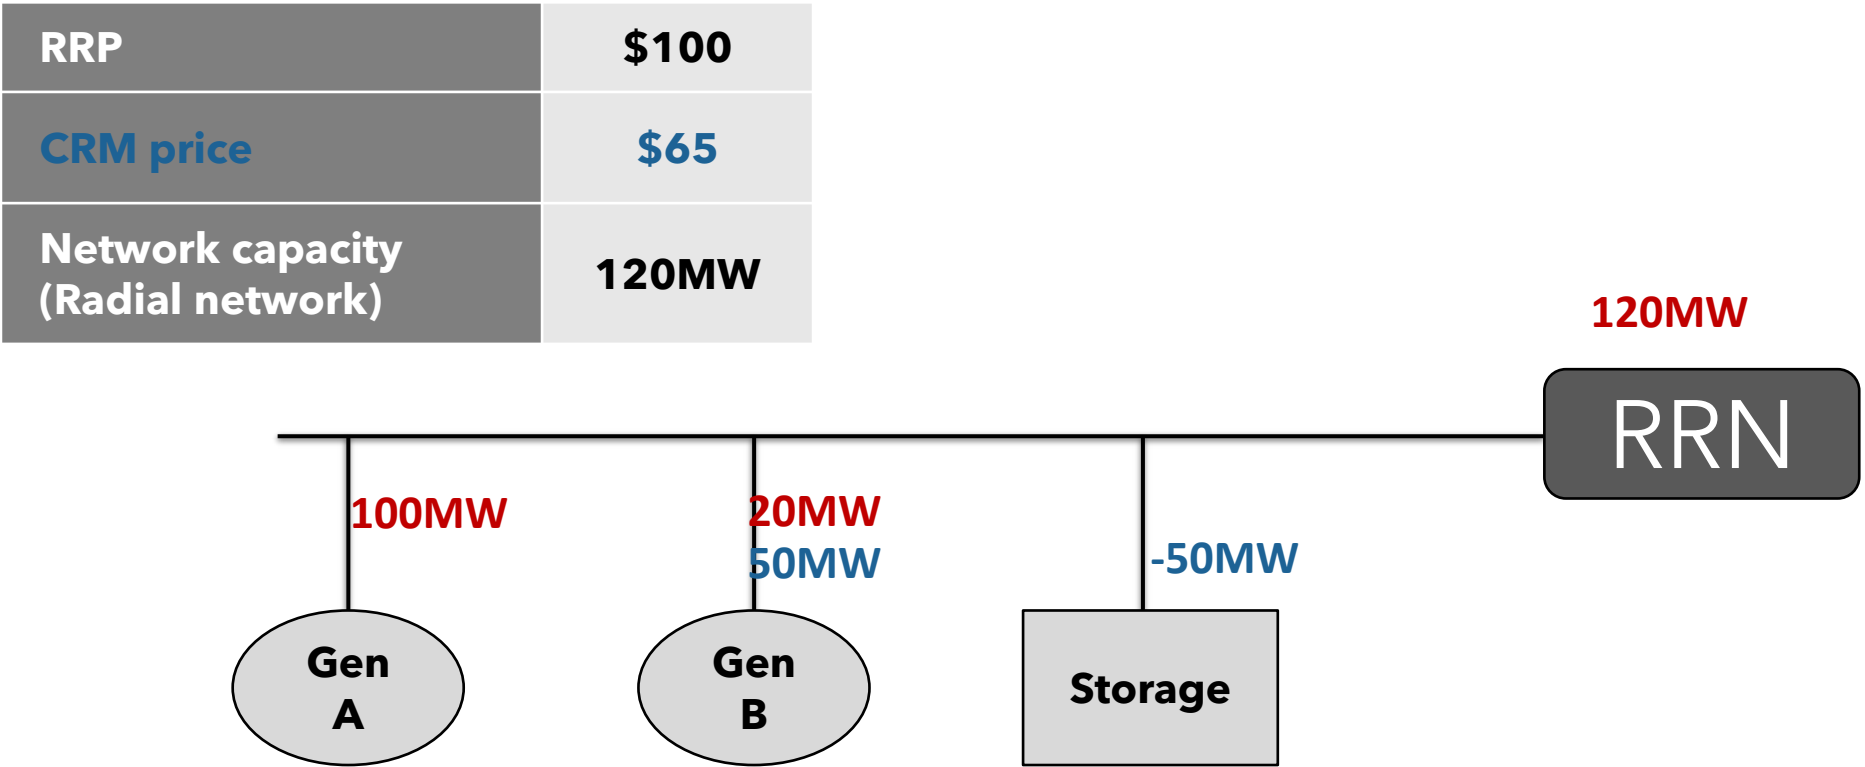 RRP
$100
CRM price
$65
Network capacity
(Radial network)
120MW
120MW
RRN
100MW
20MW
50MW
-50MW
Gen
A
Gen
B
Storage